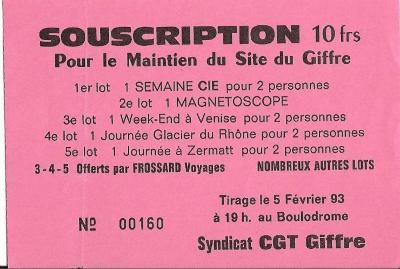 SOUSCRIPTION 10 frs
Pour le Maintien du Site du Giffre
1er lot 1 SEMAINE CIE pour 2 personnes
2e lot 1 MAGNETOSCOPE
3e lot 1 Week-End à Venise pour 2 personnes
4e lot 1 Journée Glacier du Rhône pour 2 personnes
5e lot 1 Journée à Zermatt pour 2 personnes
3-4-5 Offerts par FROSSARD Voyages NOMBREUX AUTRES LOTS
Tirage le 5 Février 93
Nº 00160 à 19 h. au Boulodrome
Syndicat CGT Giffre